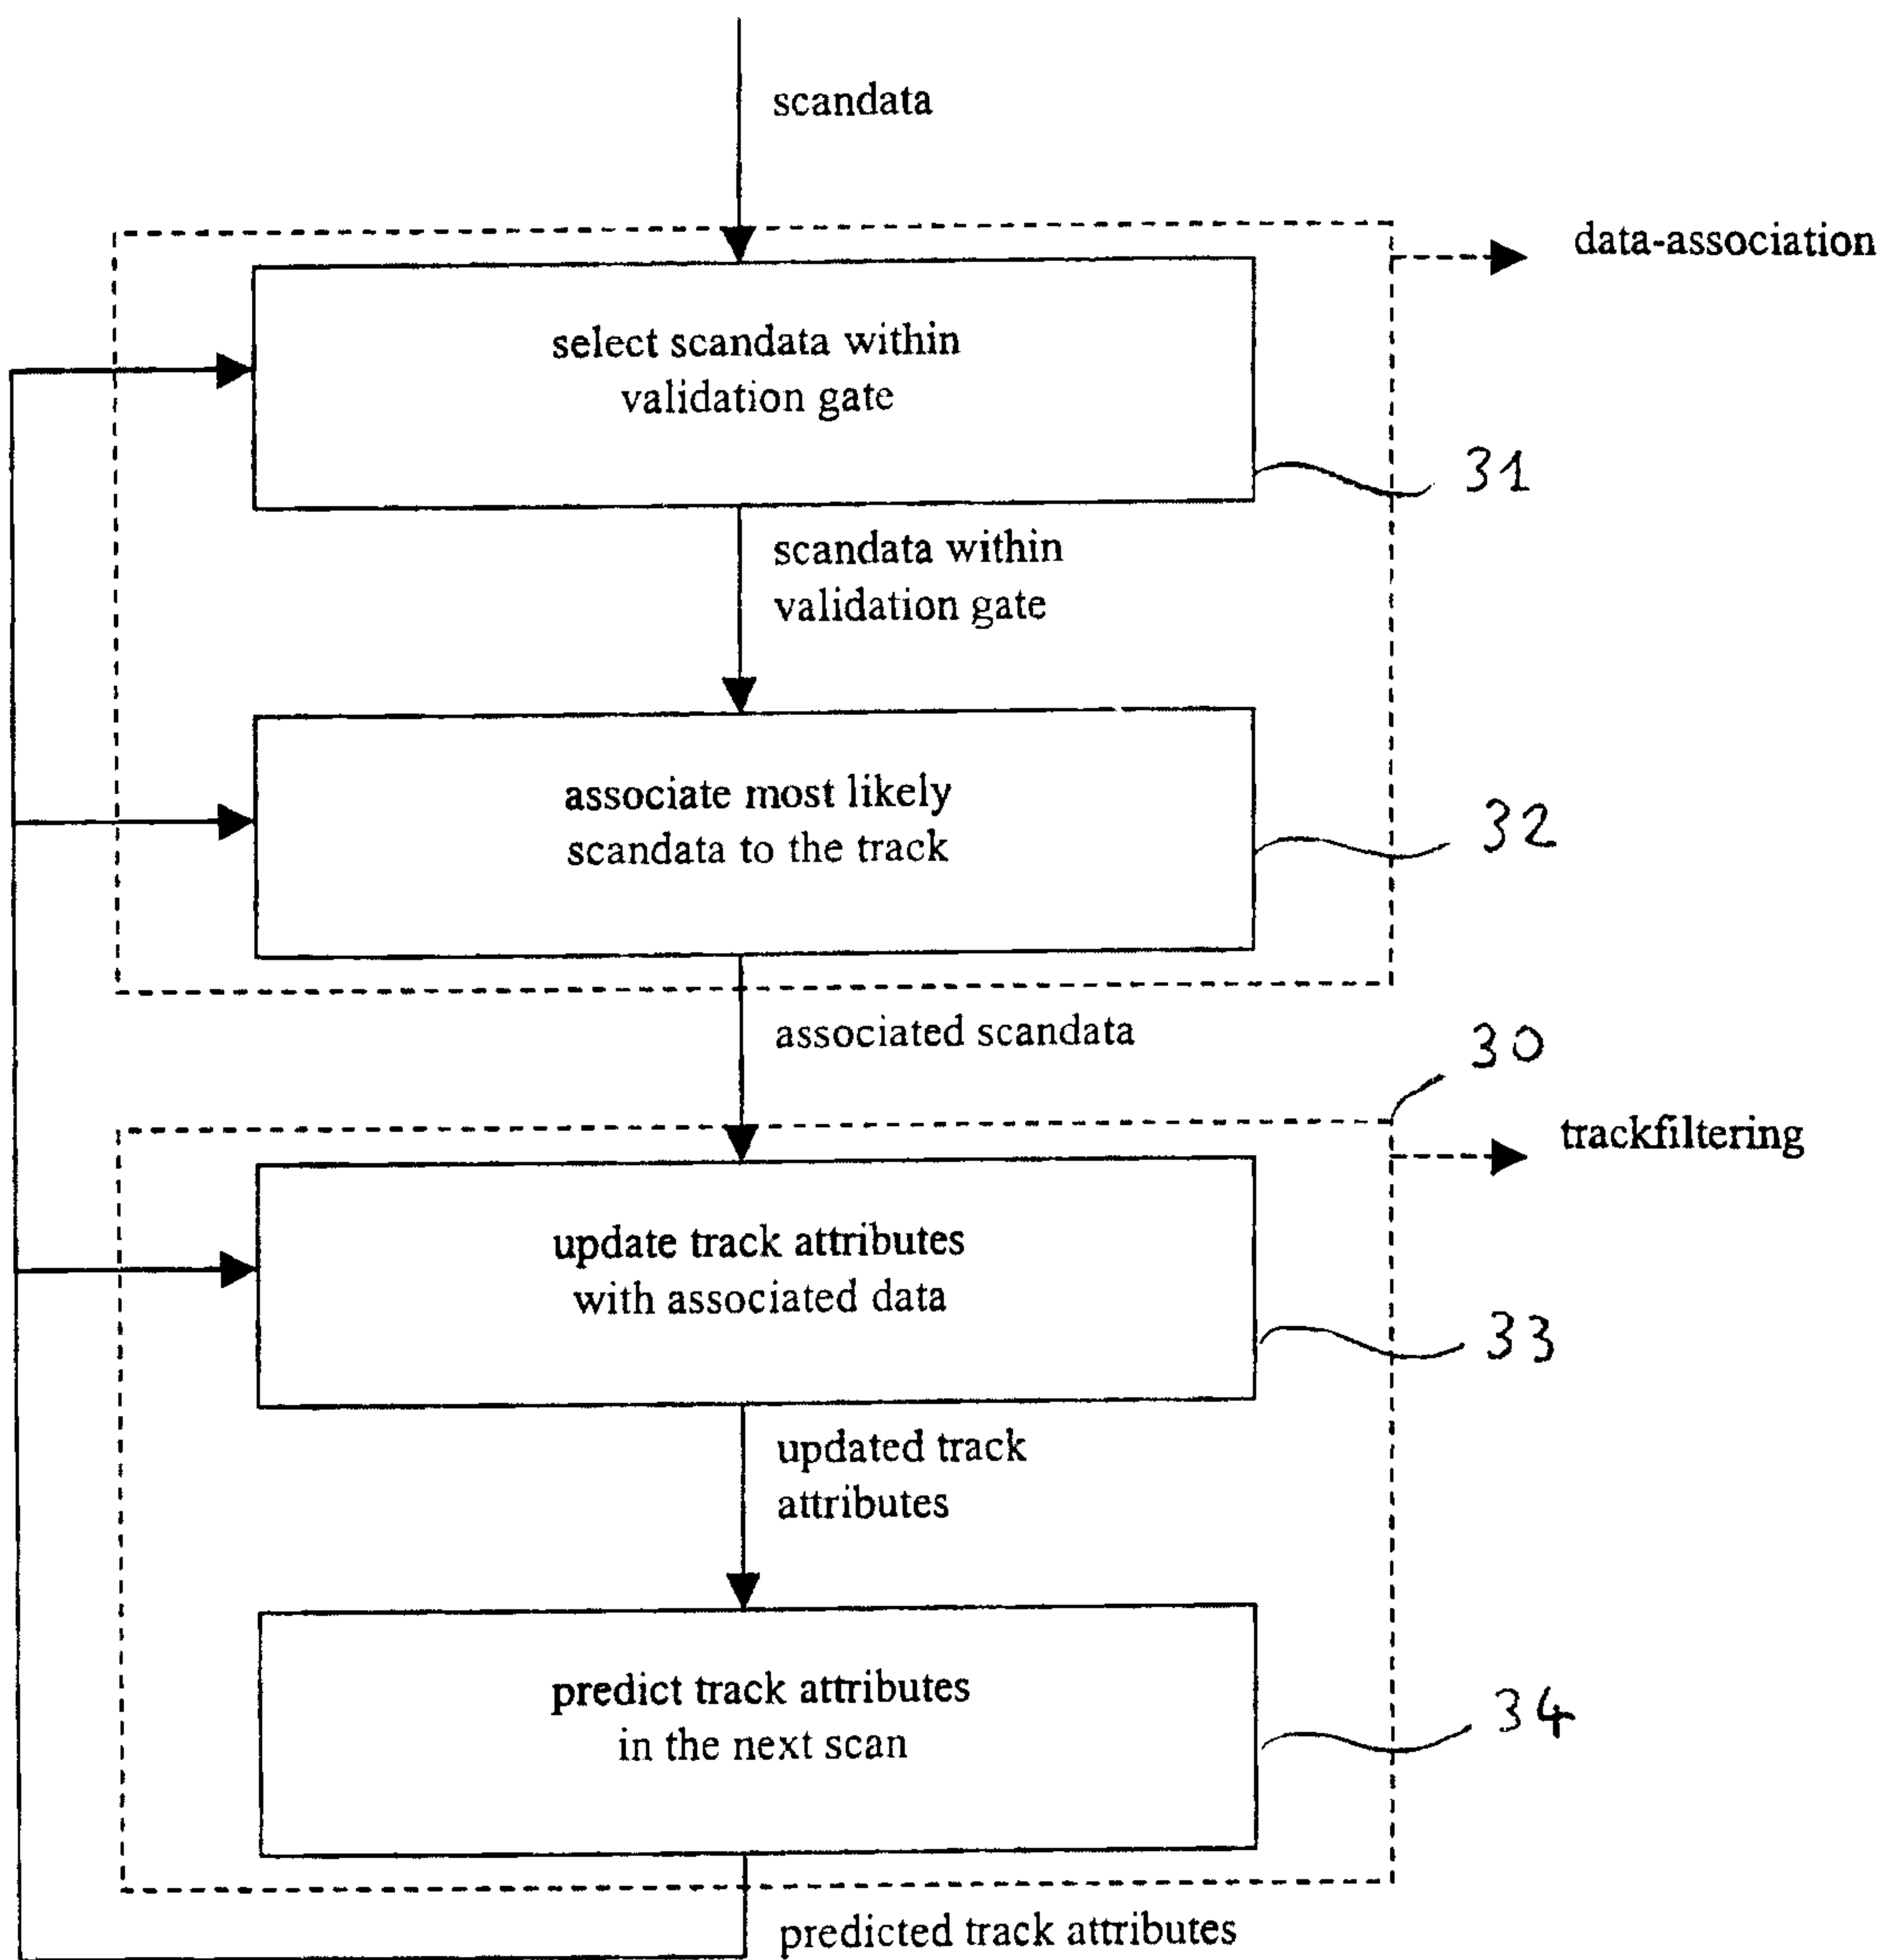 scandata
data-association
select scandata within
validation gate
31
scandata within
validation gate
associate most likely
scandata to the track
32
associated scandata
30
trackfiltering
update track attributes
with associated data
33
updated track
attributes
predict track attributes
in the next scan
34
predicted track attributes